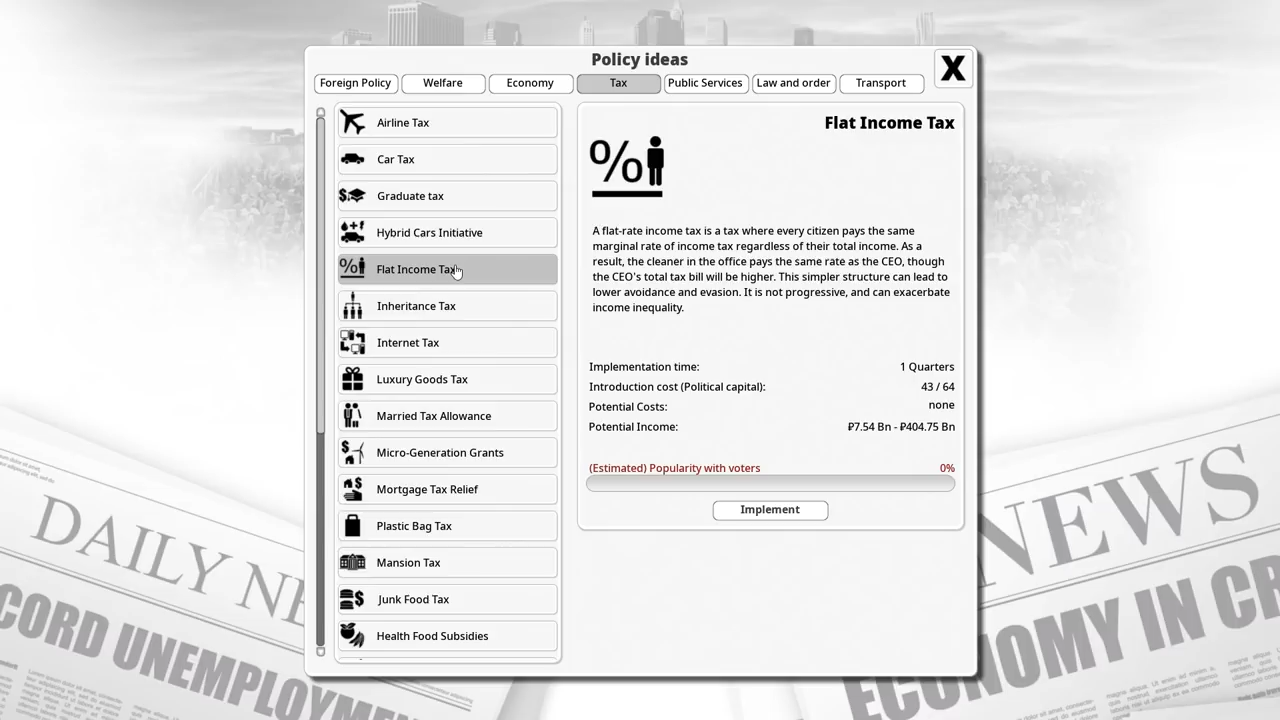 Policy ideas
X
Foreign Policy
Welfare
Economy
Tax
Public Services
Law and order
Transport
Airline Tax
Car Tax
Graduate tax
Hybrid Cars Initiative
Flat Income Tax
Inheritance Tax
Internet Tax
Luxury Goods Tax
Married Tax Allowance
Micro-Generation Grants
Mortgage Tax Relief
Plastic Bag Tax
Mansion Tax
Junk Food Tax
Health Food Subsidies
Flat Income Tax
A flat-rate income tax is a tax where every citizen pays the same
marginal rate of income tax regardless of their total income. As a
result, the cleaner in the office pays the same rate as the CEO, though
the CEO's total tax bill will be higher. This simpler structure can lead to
lower avoidance and evasion. It is not progressive, and can exacerbate
income inequality.
Implementation time: 1 Quarters
Introduction cost (Political capital): 43 / 64
Potential Costs: none
Potential Income: ₽7.54 Bn - ₽404.75 Bn
(Estimated) Popularity with voters 0%
Implement
DAILY NE
CORD UNEMPLOYM
NEWS
ECONOMY IN CR